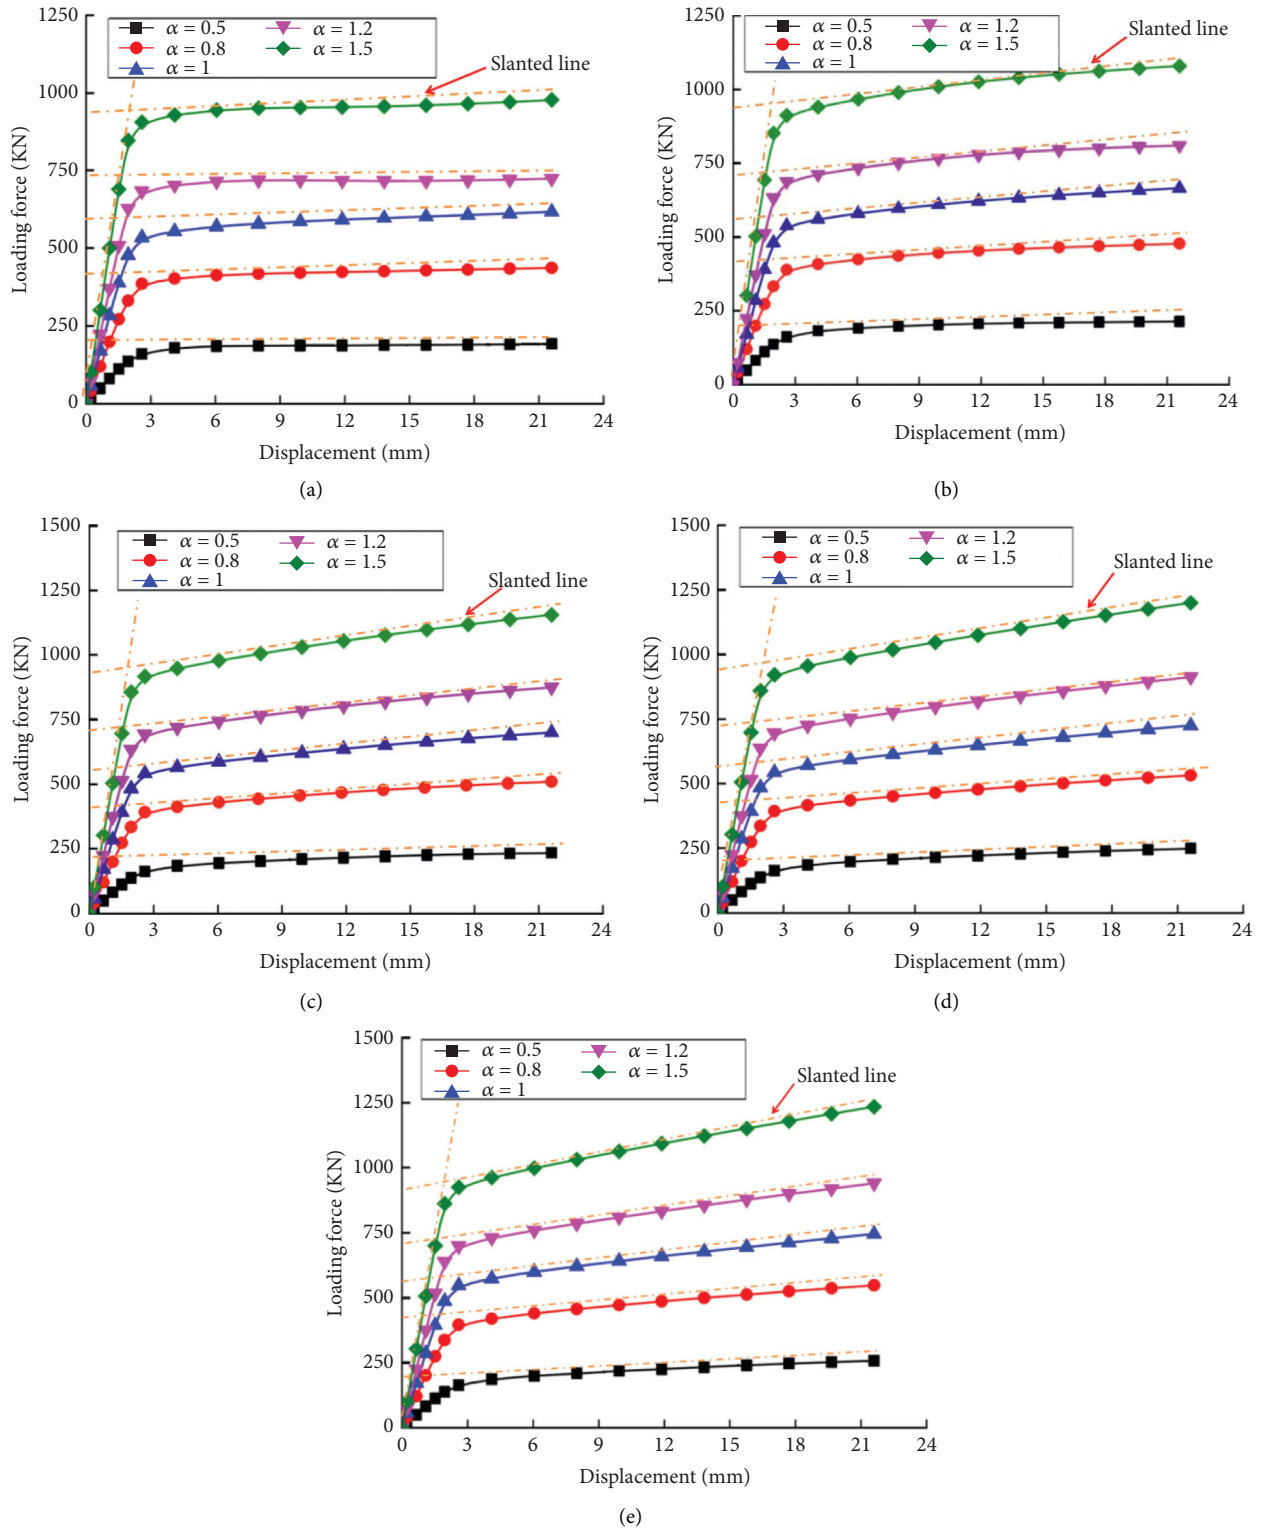 1250
1000
750
500
250
0
0 3 6 9 12 15 18 21 24
Loading force (KN)
Displacement (mm)
α = 0.5 α = 1.2
α = 0.8 α = 1.5
α = 1
Slanted line
(a)
1250
1000
750
500
250
0
0 3 6 9 12 15 18 21 24
Loading force (KN)
Displacement (mm)
α = 0.5 α = 1.2
α = 0.8 α = 1.5
α = 1
Slanted line
(b)
1500
1250
1000
750
500
250
0
0 3 6 9 12 15 18 21 24
Loading force (KN)
Displacement (mm)
α = 0.5 α = 1.2
α = 0.8 α = 1.5
α = 1
Slanted line
(c)
1500
1250
1000
750
500
250
0
0 3 6 9 12 15 18 21 24
Loading force (KN)
Displacement (mm)
α = 0.5 α = 1.2
α = 0.8 α = 1.5
α = 1
Slanted line
(d)
1500
1250
1000
750
500
250
0
0 3 6 9 12 15 18 21 24
Loading force (KN)
Displacement (mm)
α = 0.5 α = 1.2
α = 0.8 α = 1.5
α = 1
Slanted line
(e)